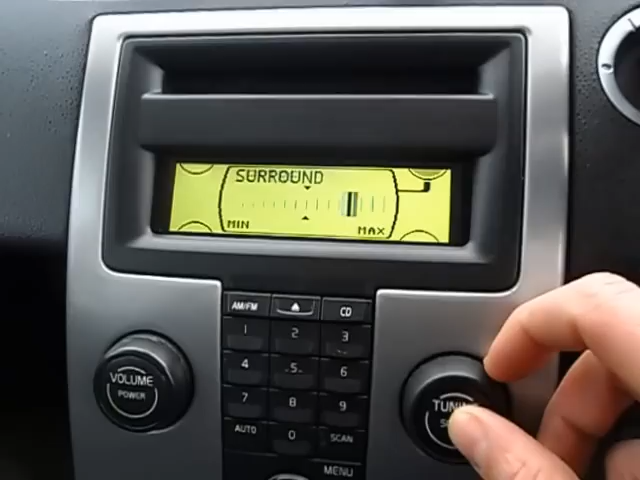 SURROUND
MIN MAX
AM/FM CD
1 2 3
4 5 6
7 8 9
AUTO 0 SCAN
MENU
VOLUME
POWER
TUNING